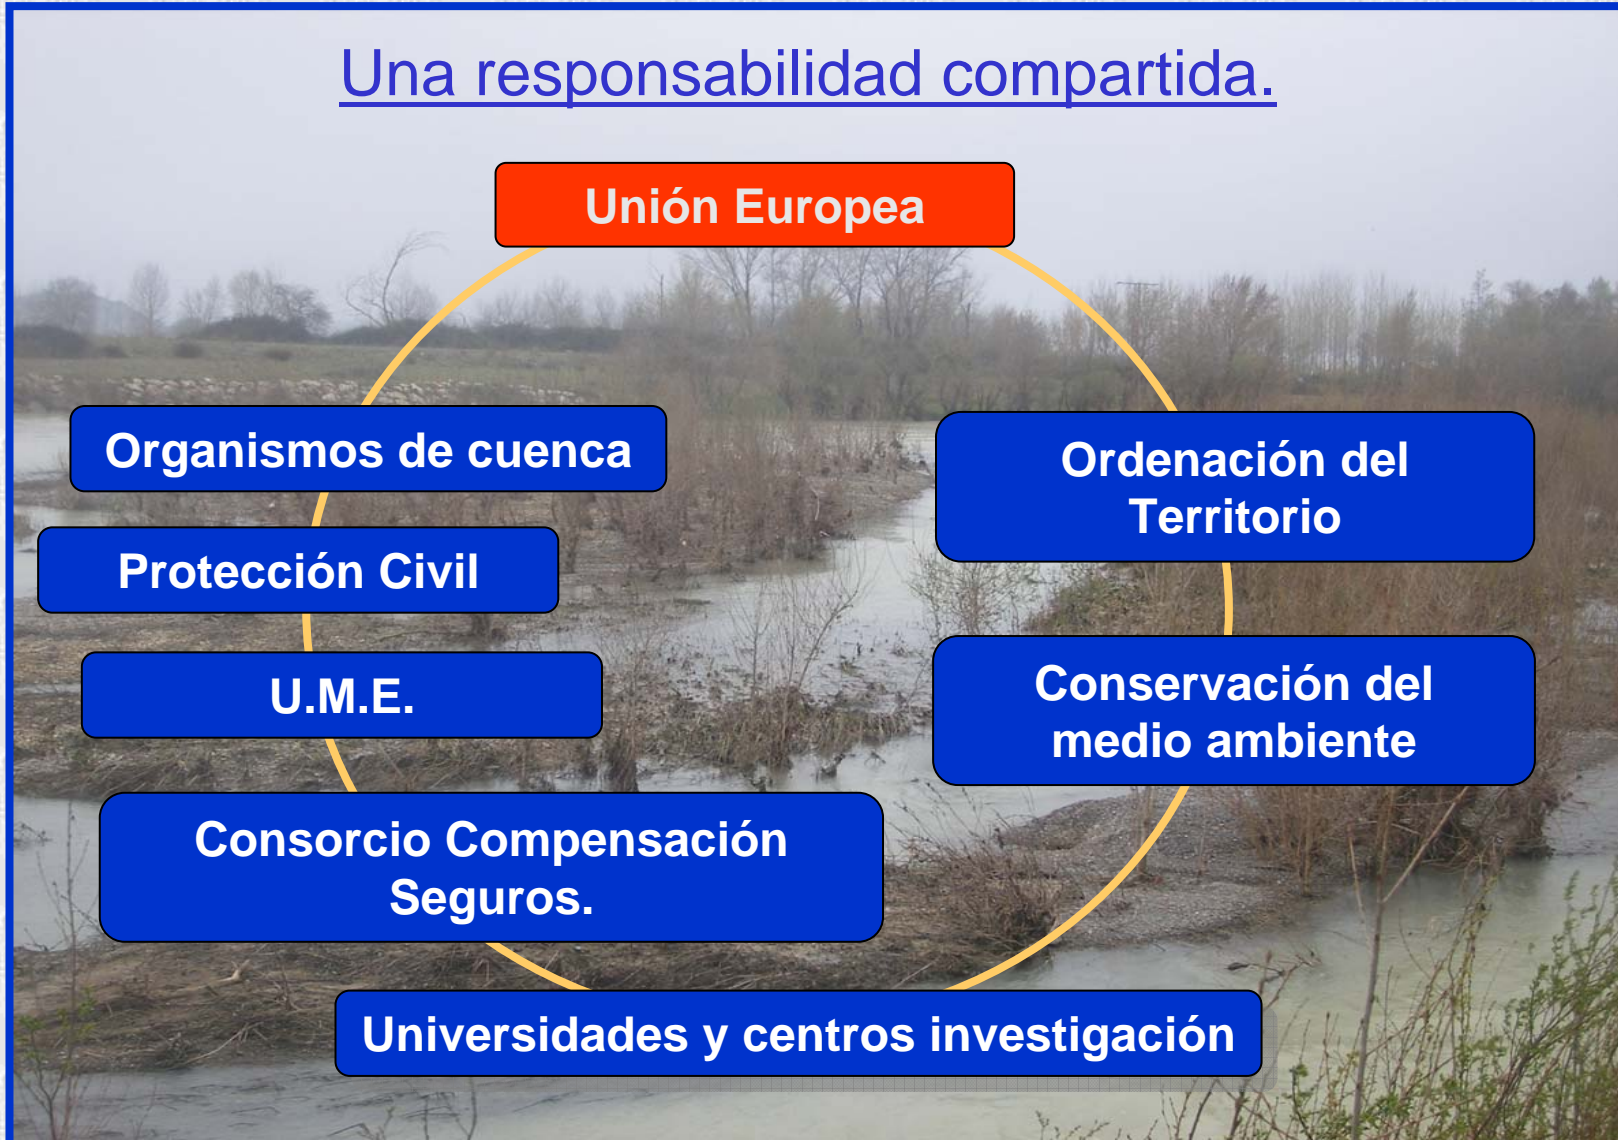 Una responsabilidad compartida.
Unión Europea
Organismos de cuenca
Ordenación del
Territorio
Protección Civil
U.M.E.
Conservación del
medio ambiente
Consorcio Compensación
Seguros.
Universidades y centros investigación